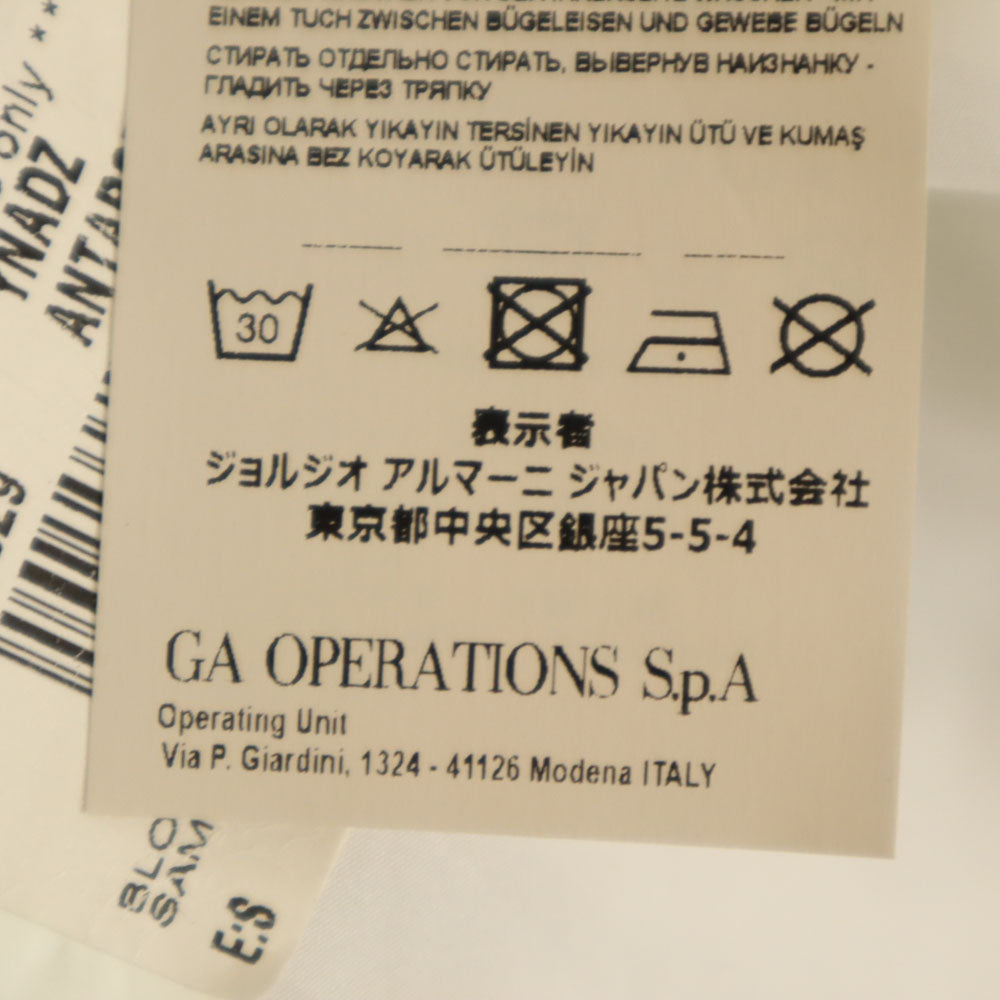 EINEM TUCH ZWISCHEN BÜGELEISEN UND GEWEBE BÜGELN
СТИРАТЬ ОТДЕЛЬНО СТИРАТЬ, ВЫВЕРНУВ НАИЗНАНКУ -
ГЛАДИТЬ ЧЕРЕЗ ТРЯПКУ
AYRI OLARAK YIKAYIN TERSİNEN YIKAYIN ÜTÜ VE KUMAŞ
ARASINA BEZ KOYARAK ÜTÜLEYİN
30
表示者
ジョルジオ アルマーニ ジャパン株式会社
東京都中央区銀座5-5-4
GA OPERATIONS S.p.A
Operating Unit
Via P. Giardini, 1324 - 41126 Modena ITALY
only ***
YNADZ
BLO
SAM
E:S